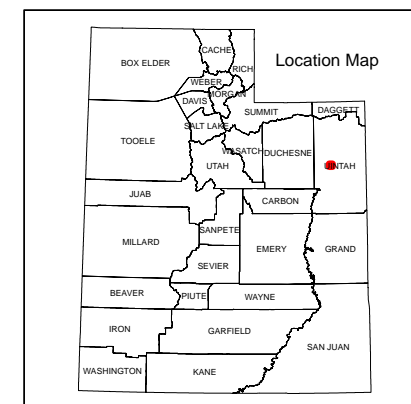 Location Map
CACHE
BOX ELDER
RICH
WEBER
MORGAN
DAVIS
SUMMIT
DAGGETT
SALT LAKE
TOOELE
WASATCH
DUCHESNE
UINTAH
UTAH
JUAB
CARBON
SANPETE
MILLARD
EMERY
GRAND
SEVIER
BEAVER
PIUTE
WAYNE
IRON
GARFIELD
SAN JUAN
WASHINGTON
KANE